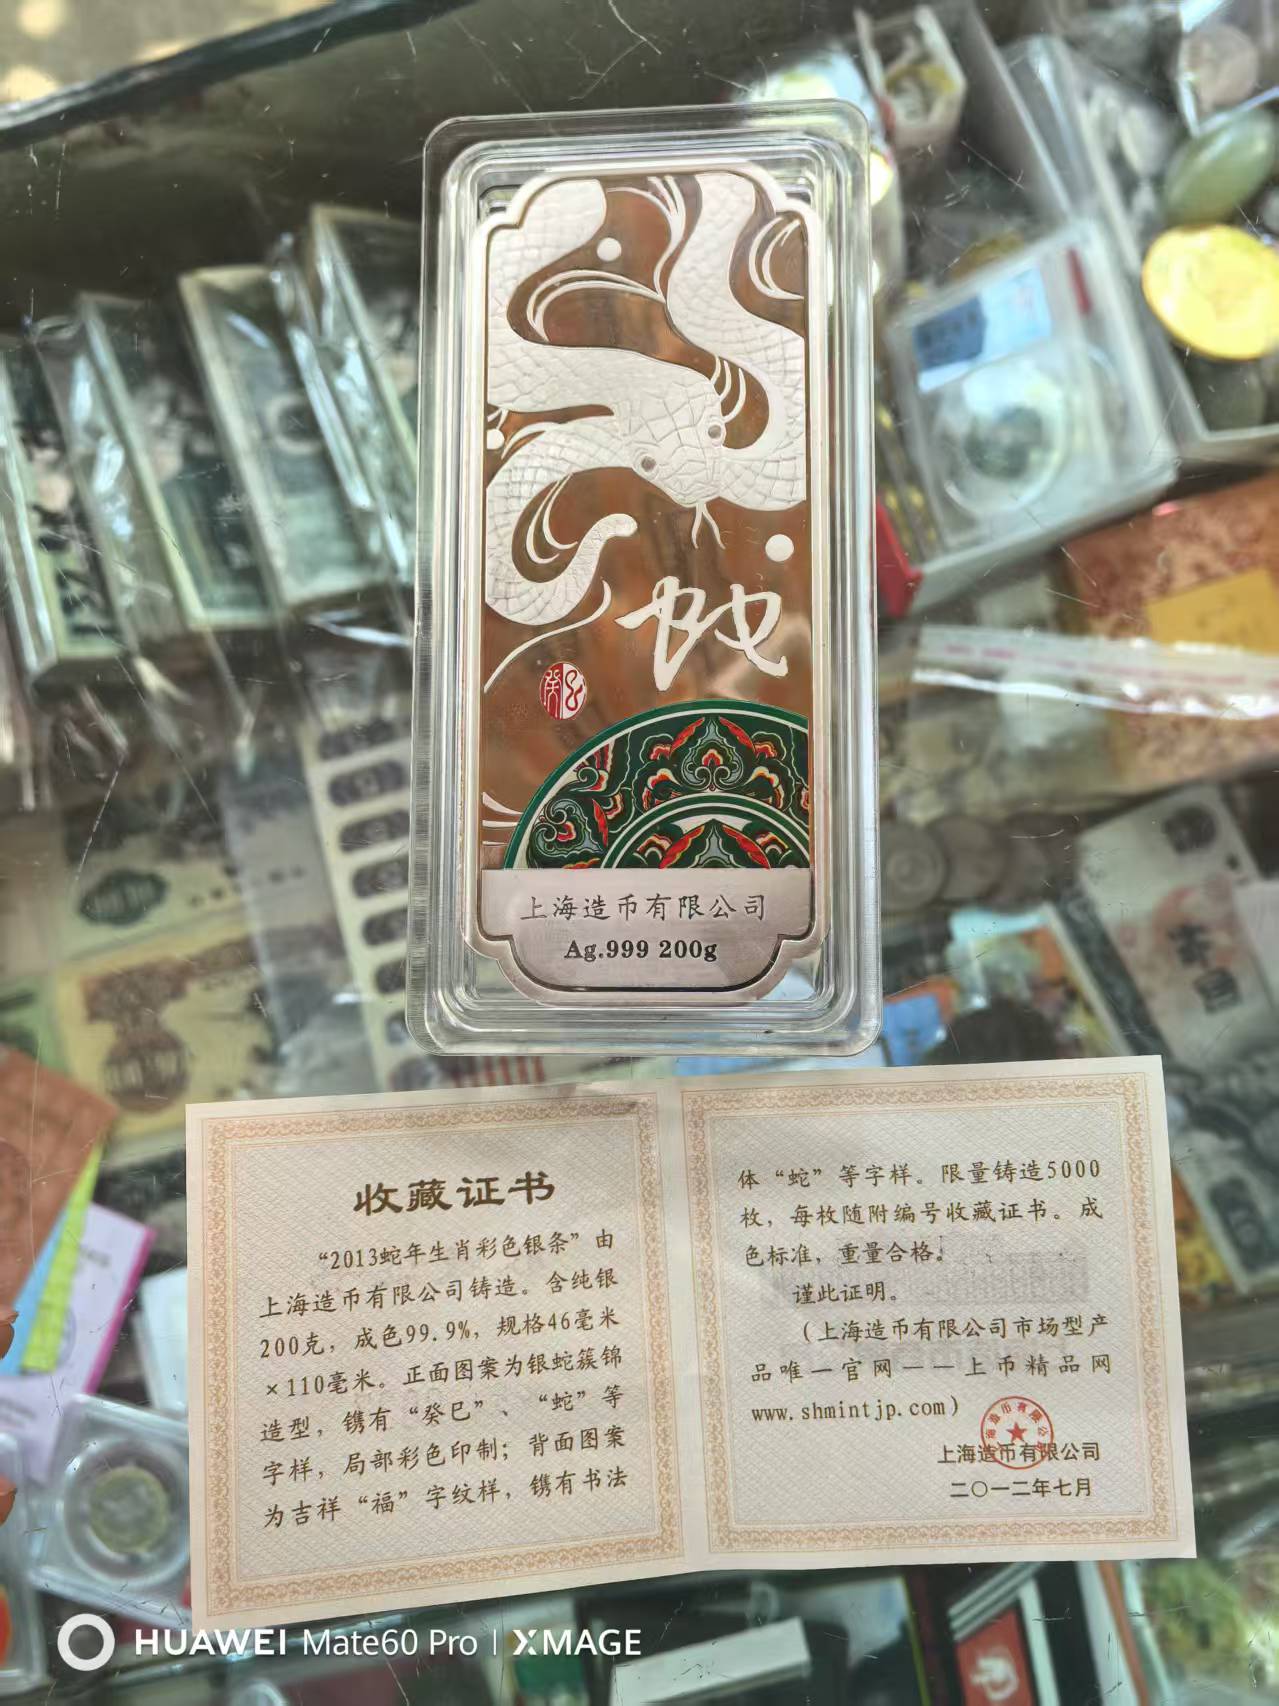 蛇
癸巳
上海造币有限公司
Ag.999 200g
收藏证书
“2013蛇年生肖彩色银条”由
上海造币有限公司铸造。含纯银
200克，成色99.9%，规格46毫米
×110毫米。正面图案为银蛇簇锦
造型，镌有“癸巳”、“蛇”等
字样，局部彩色印制；背面图案
为吉祥“福”字纹样，镌有书法
体“蛇”等字样。限量铸造5000
枚，每枚随附编号收藏证书。成
色标准，重量合格。
谨此证明。
（上海造币有限公司市场型产
品唯一官网——上币精品网
www.shmintjp.com）
上海造币有限公司
二〇一二年七月
HUAWEI Mate60 Pro | XMAGE